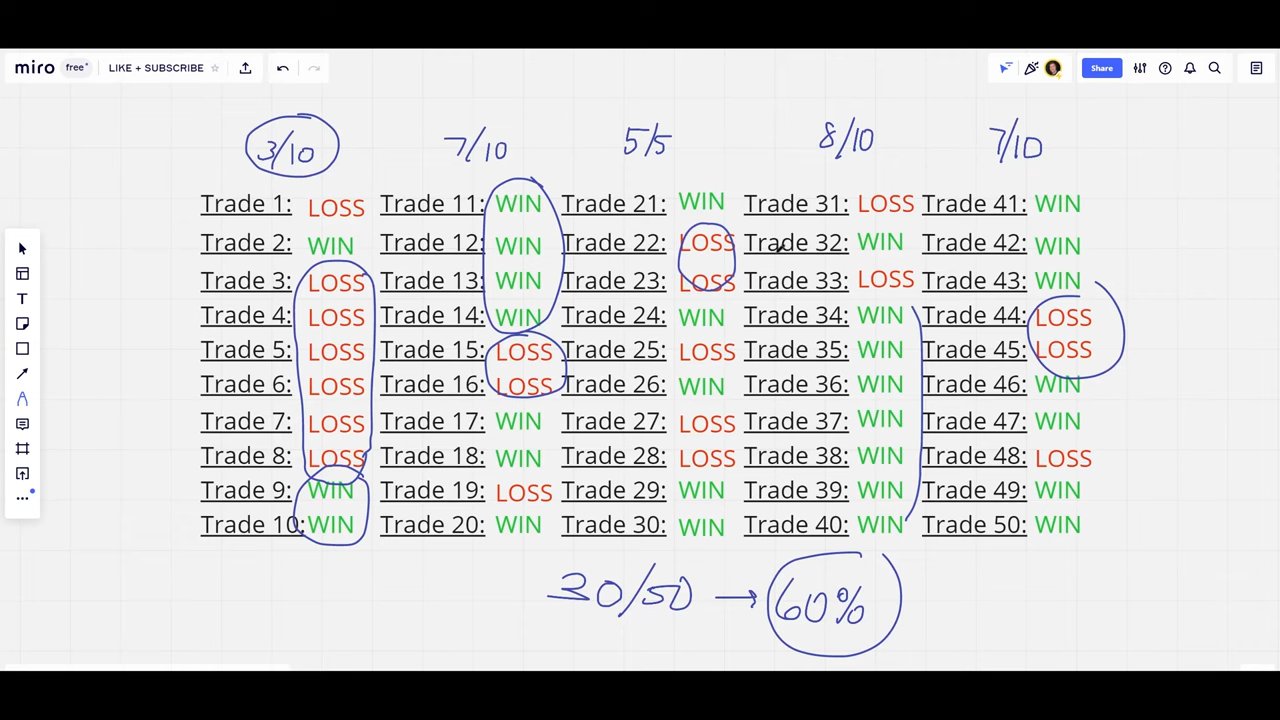 miro free LIKE + SUBSCRIBE Share
3/10 7/10 5/5 8/10 7/10
Trade 1: LOSS Trade 11: WIN Trade 21: WIN Trade 31: LOSS Trade 41: WIN
Trade 2: WIN Trade 12: WIN Trade 22: LOSS Trade 32: WIN Trade 42: WIN
Trade 3: LOSS Trade 13: WIN Trade 23: LOSS Trade 33: LOSS Trade 43: WIN
Trade 4: LOSS Trade 14: WIN Trade 24: WIN Trade 34: WIN Trade 44: LOSS
Trade 5: LOSS Trade 15: LOSS Trade 25: LOSS Trade 35: WIN Trade 45: LOSS
Trade 6: LOSS Trade 16: LOSS Trade 26: WIN Trade 36: WIN Trade 46: WIN
Trade 7: LOSS Trade 17: WIN Trade 27: LOSS Trade 37: WIN Trade 47: WIN
Trade 8: LOSS Trade 18: WIN Trade 28: LOSS Trade 38: WIN Trade 48: LOSS
Trade 9: WIN Trade 19: LOSS Trade 29: WIN Trade 39: WIN Trade 49: WIN
Trade 10: WIN Trade 20: WIN Trade 30: WIN Trade 40: WIN Trade 50: WIN
30/50 → 60%